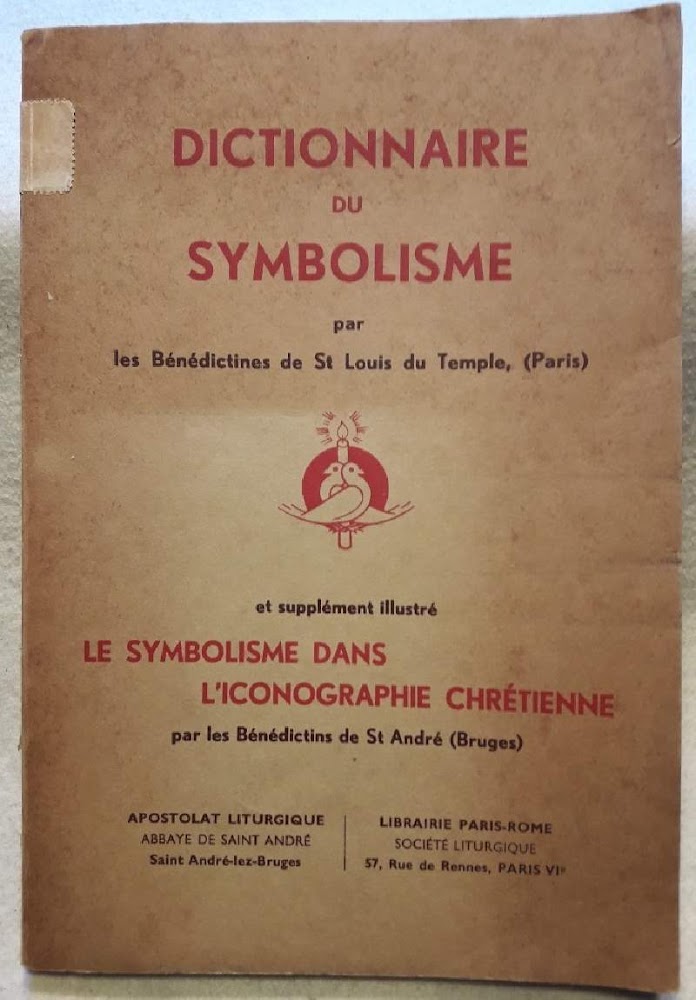 DICTIONNAIRE
DU
SYMBOLISME
par
les Bénédictines de St Louis du Temple, (Paris)
et supplément illustré
LE SYMBOLISME DANS
L'ICONOGRAPHIE CHRÉTIENNE
par les Bénédictins de St André (Bruges)
APOSTOLAT LITURGIQUE
ABBAYE DE SAINT ANDRÉ
Saint André-lez-Bruges
LIBRAIRIE PARIS-ROME
SOCIÉTÉ LITURGIQUE
57, Rue de Rennes, PARIS VIe